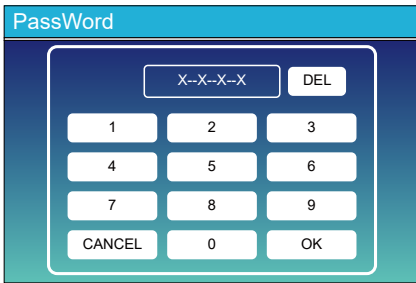 PassWord
X--X--X--X DEL
1 2 3
4 5 6
7 8 9
CANCEL 0 OK